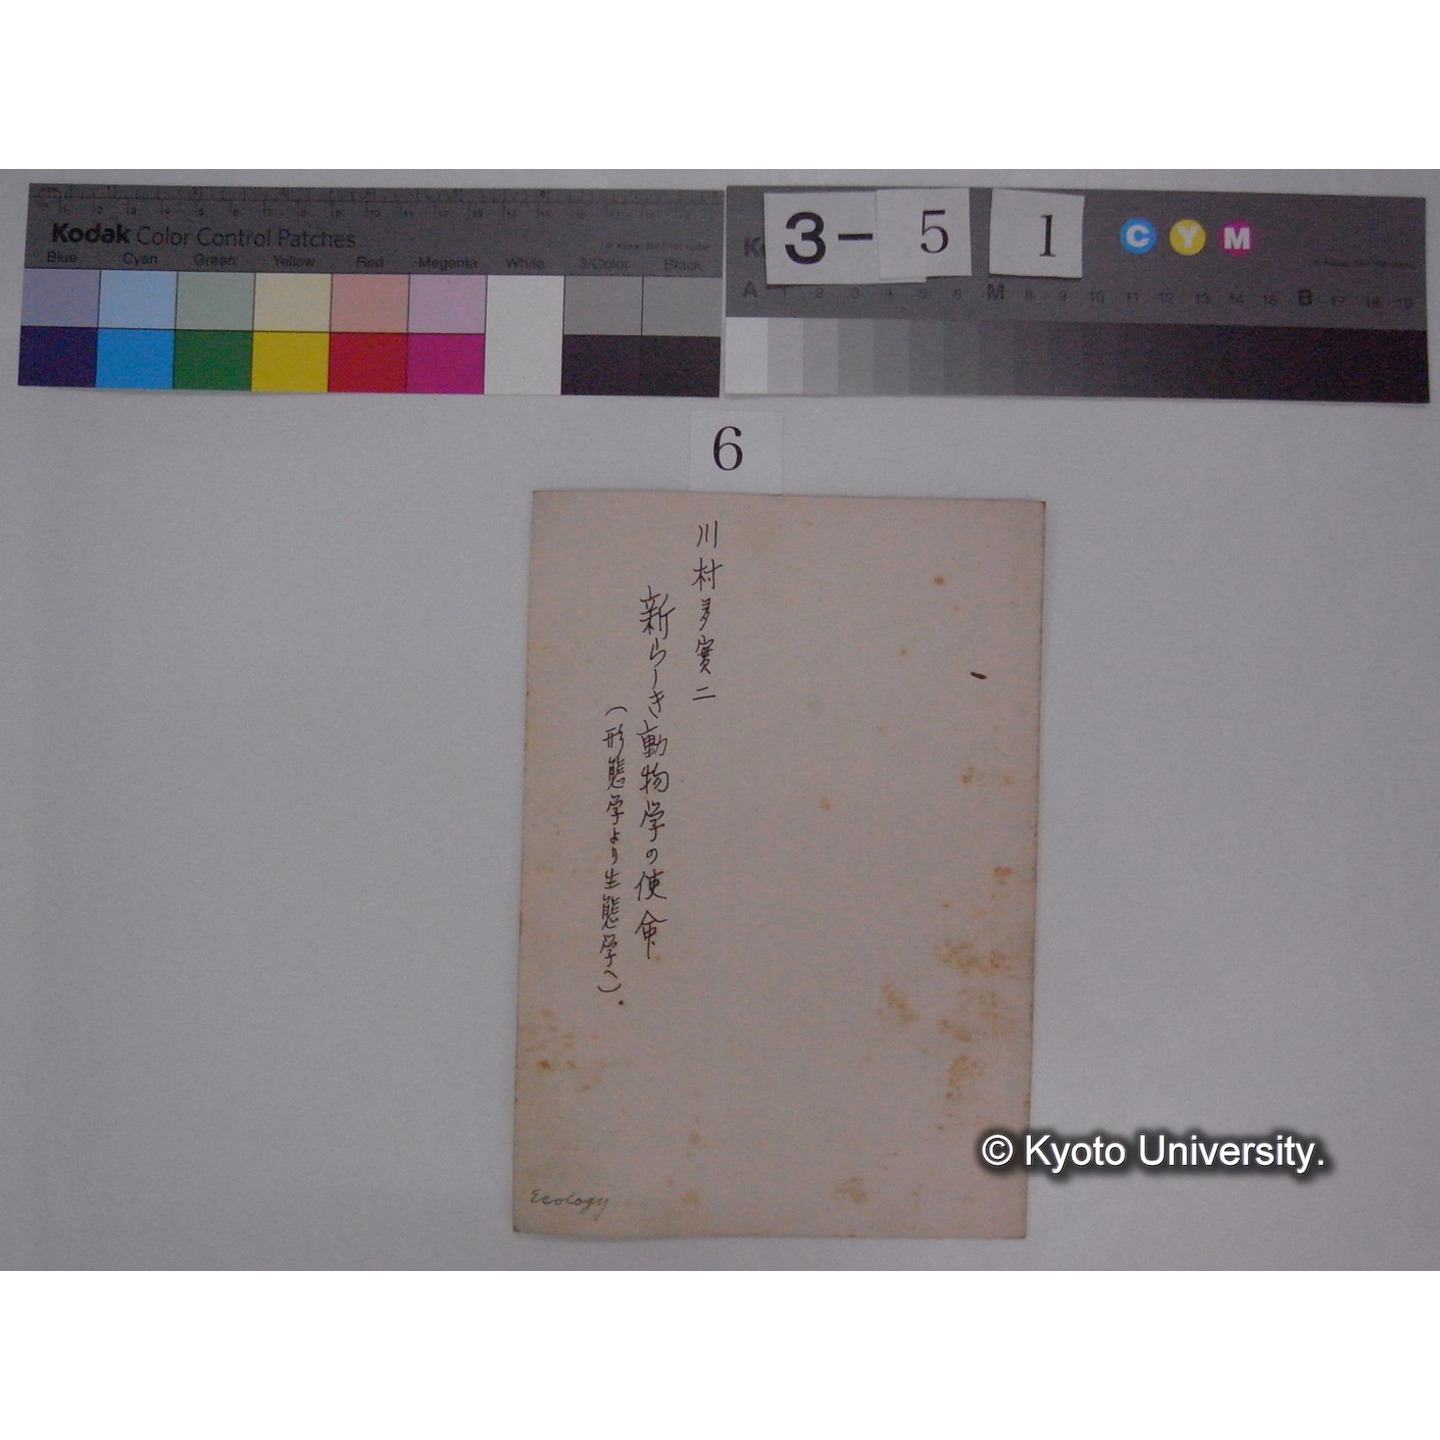 Kodak Color Control Patches
Blue Cyan Green Yellow Red Magenta White 3/Color Black
3-51
C Y M
A 1 2 3 4 5 6 M 8 9 10 11 12 13 14 15 B 17 18 19
6
川村多實二
新らしき動物学の使命
(形態学より生態学へ).
Ecology
© Kyoto University.